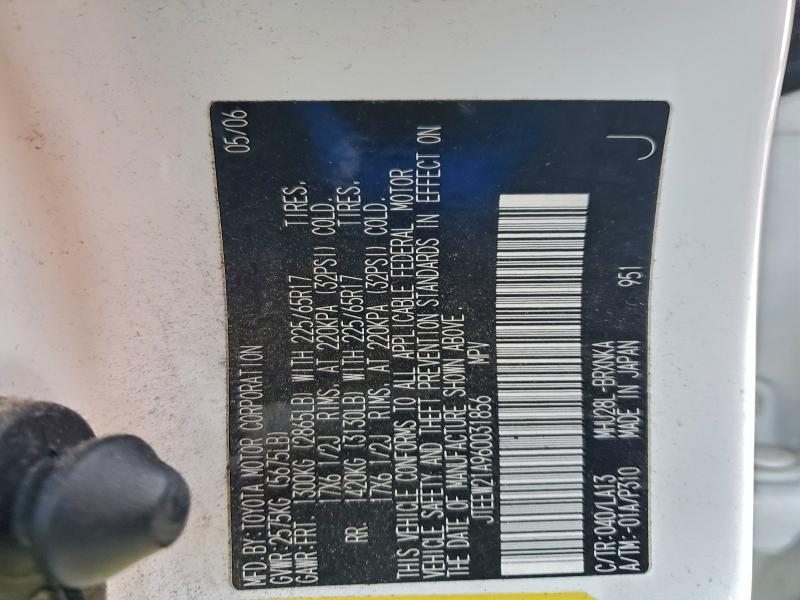 MFD.BY:TOYOTA MOTOR CORPORATION 05/06
GVWR:2575KG (5675LB)
GAWR:FRT 1300KG (2865LB) WITH 225/65R17 TIRES,
17X6 1/2J RIMS, AT 220KPA (32PSI) COLD.
RR. 1420KG (3130LB) WITH 225/65R17 TIRES,
17X6 1/2J RIMS, AT 220KPA (32PSI) COLD.
THIS VEHICLE CONFORMS TO ALL APPLICABLE FEDERAL MOTOR
VEHICLE SAFETY AND THEFT PREVENTION STANDARDS IN EFFECT ON
THE DATE OF MANUFACTURE SHOWN ABOVE.
JTEEW21A960031856 MPV
C/TR:040/LA13 MHU28L-BRXNKA 951
A/TM:-01A/P310 MADE IN JAPAN J